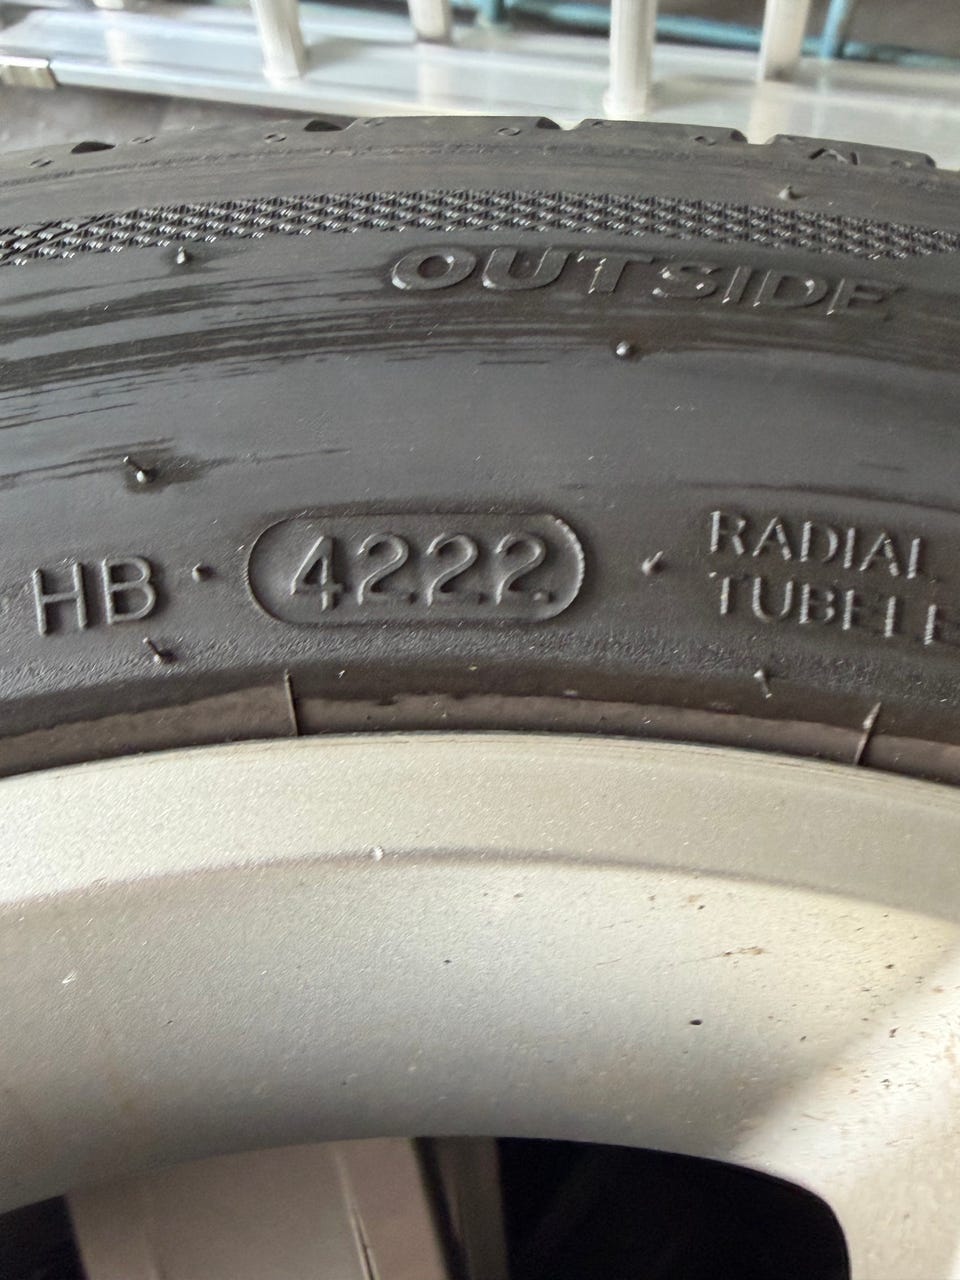 OUTSIDE
HB · 4222
RADIAL